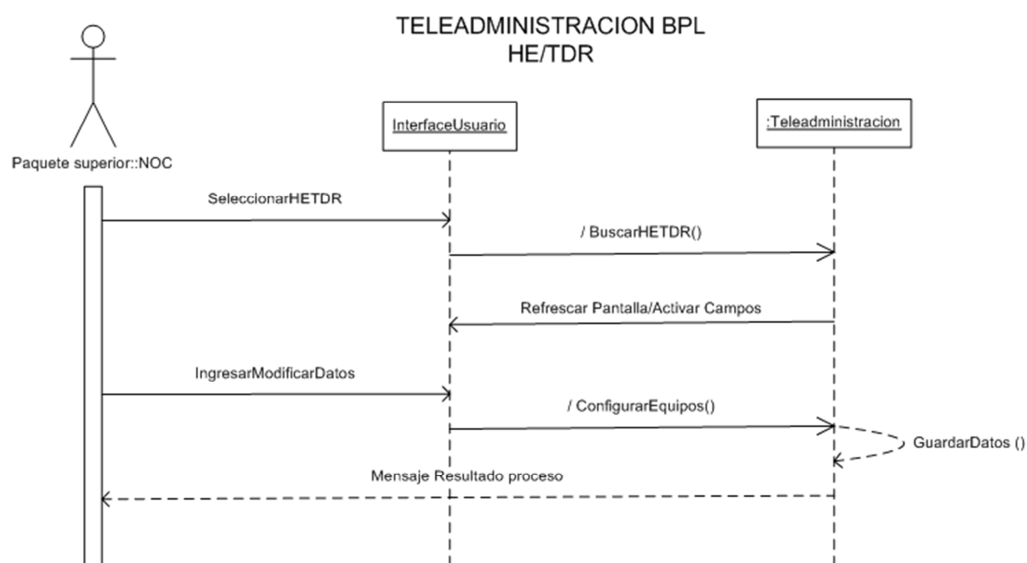 TELEADMINISTRACION BPL
HE/TDR
InterfaceUsuario
:Teleadministracion
Paquete superior::NOC
SeleccionarHETDR
/ BuscarHETDR()
Refrescar Pantalla/Activar Campos
IngresarModificarDatos
/ ConfigurarEquipos()
GuardarDatos ()
Mensaje Resultado proceso